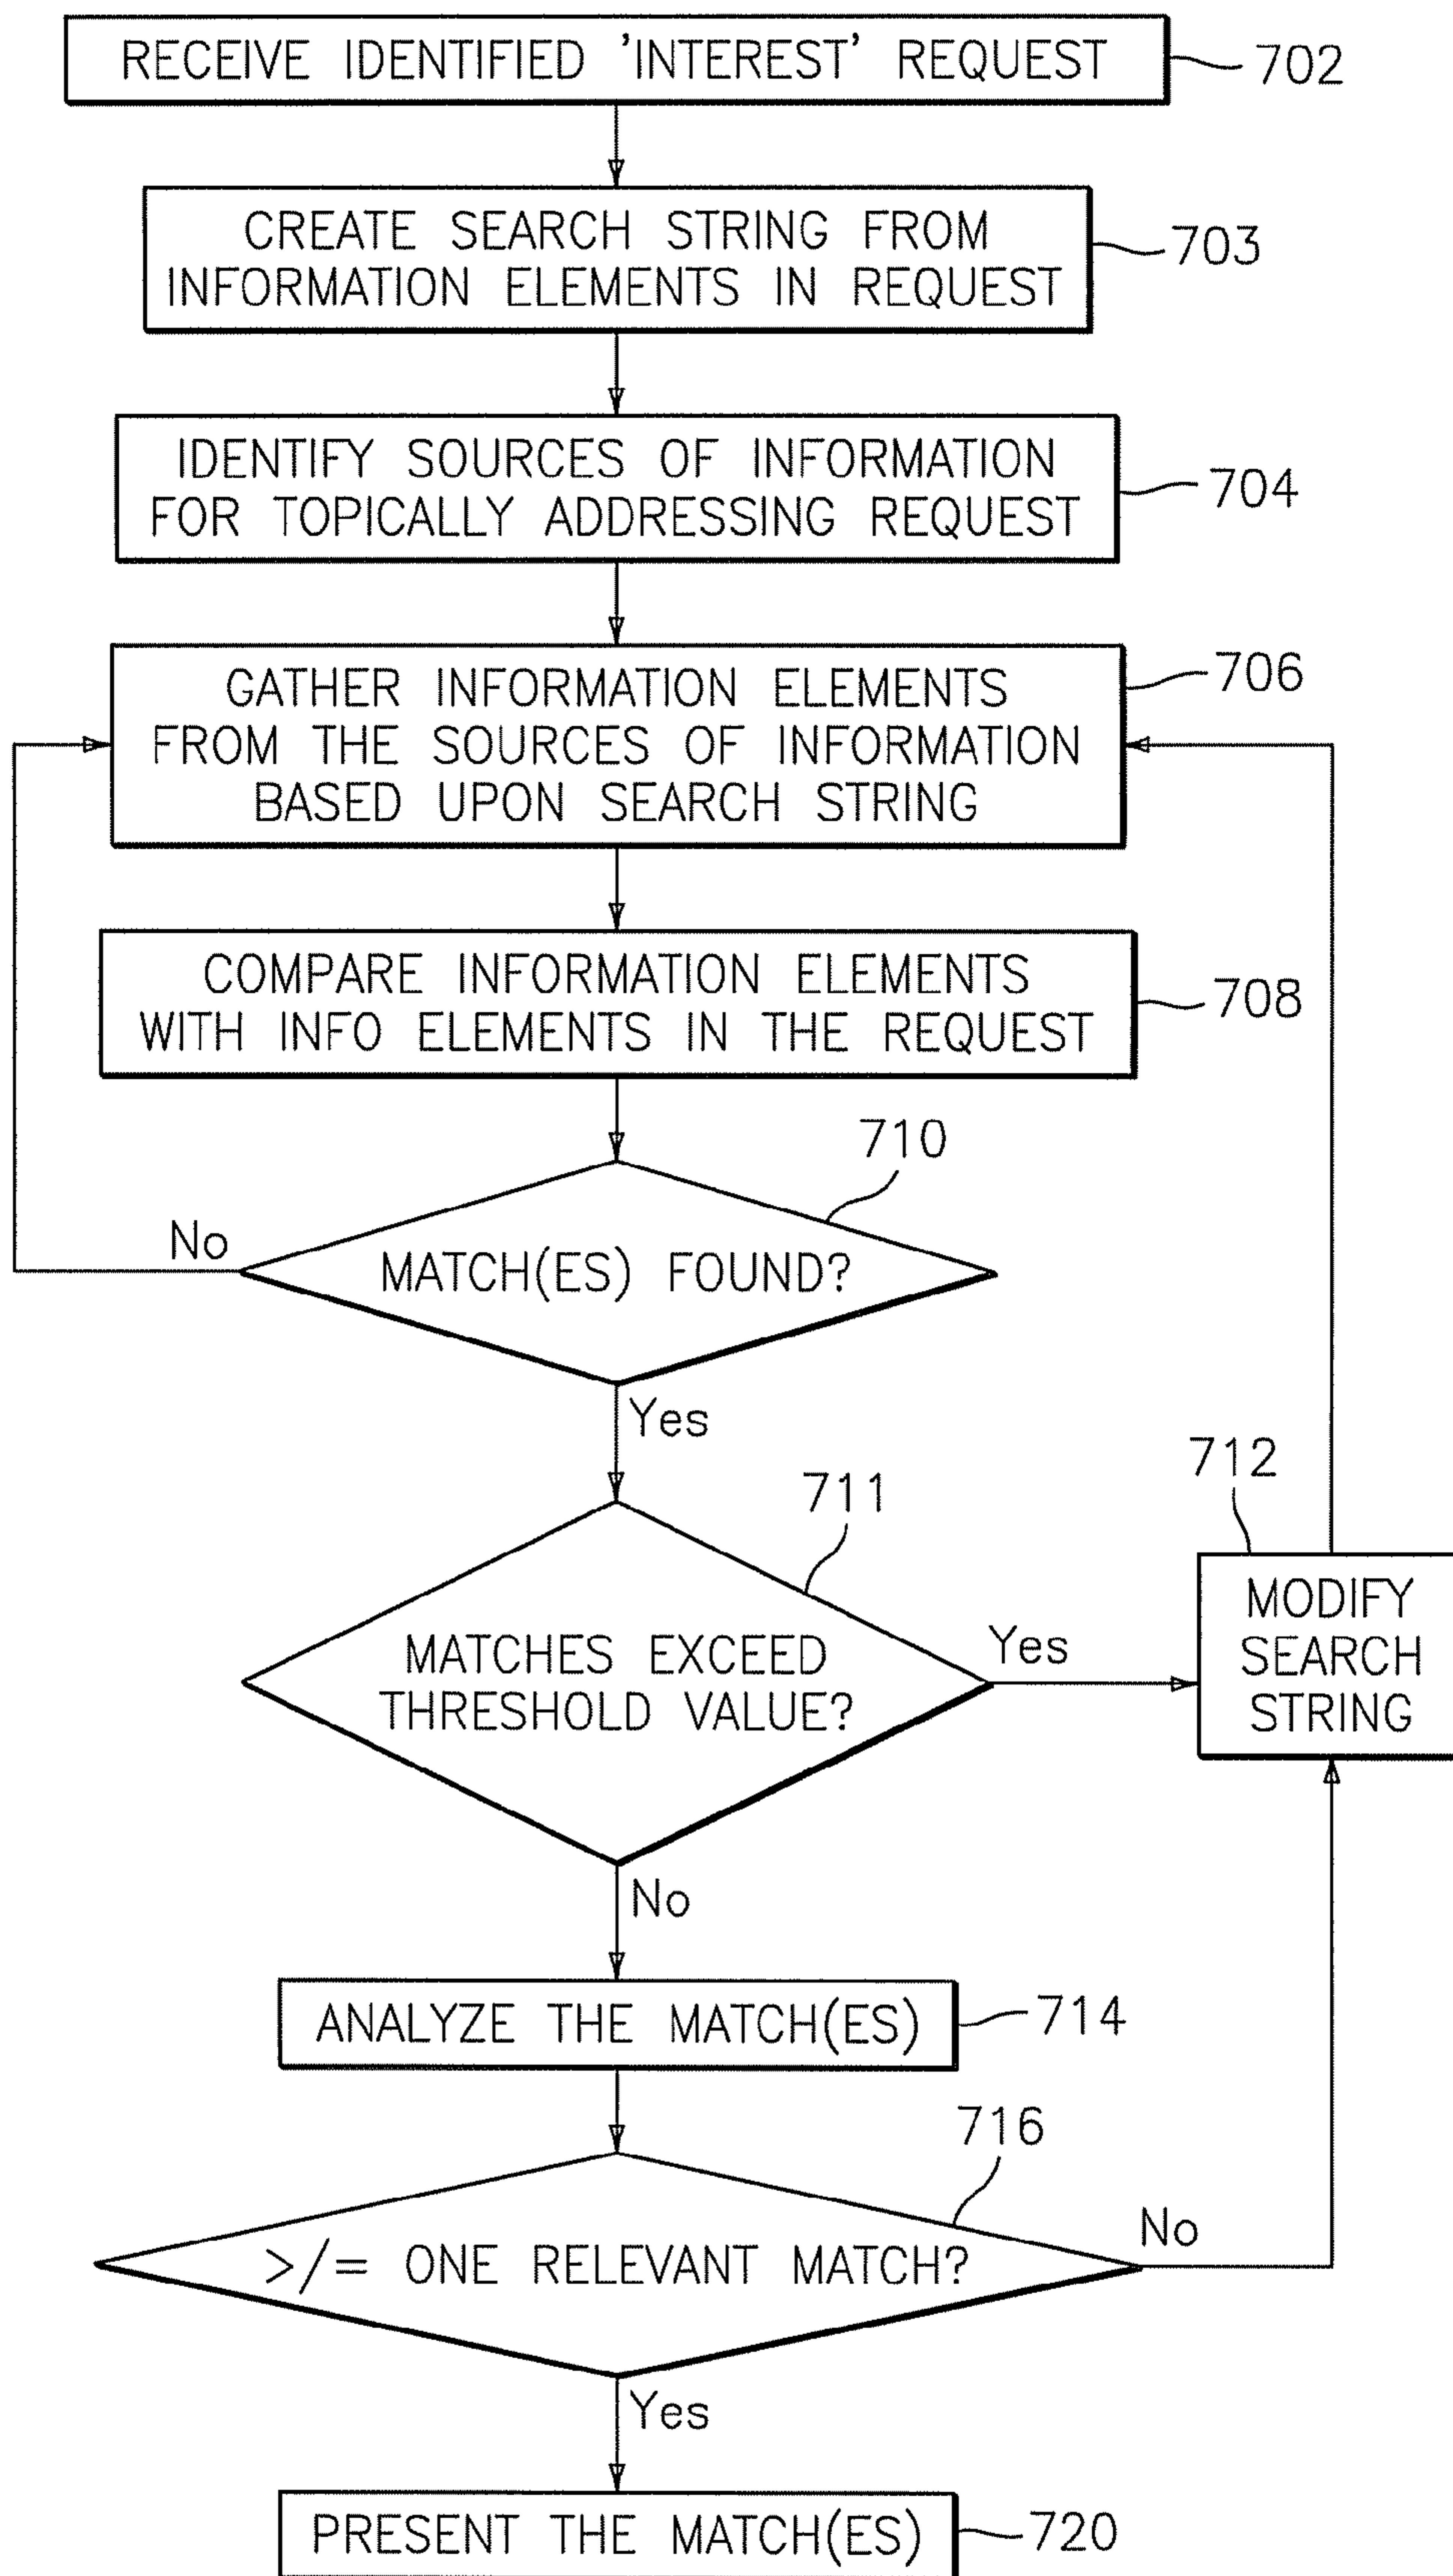 RECEIVE IDENTIFIED 'INTEREST' REQUEST
702
CREATE SEARCH STRING FROM
INFORMATION ELEMENTS IN REQUEST
703
IDENTIFY SOURCES OF INFORMATION
FOR TOPICALLY ADDRESSING REQUEST
704
GATHER INFORMATION ELEMENTS
FROM THE SOURCES OF INFORMATION
BASED UPON SEARCH STRING
706
COMPARE INFORMATION ELEMENTS
WITH INFO ELEMENTS IN THE REQUEST
708
710
No
MATCH(ES) FOUND?
Yes
711
MATCHES EXCEED
THRESHOLD VALUE?
Yes
712
MODIFY
SEARCH
STRING
No
ANALYZE THE MATCH(ES)
714
716
>/= ONE RELEVANT MATCH?
No
Yes
PRESENT THE MATCH(ES)
720